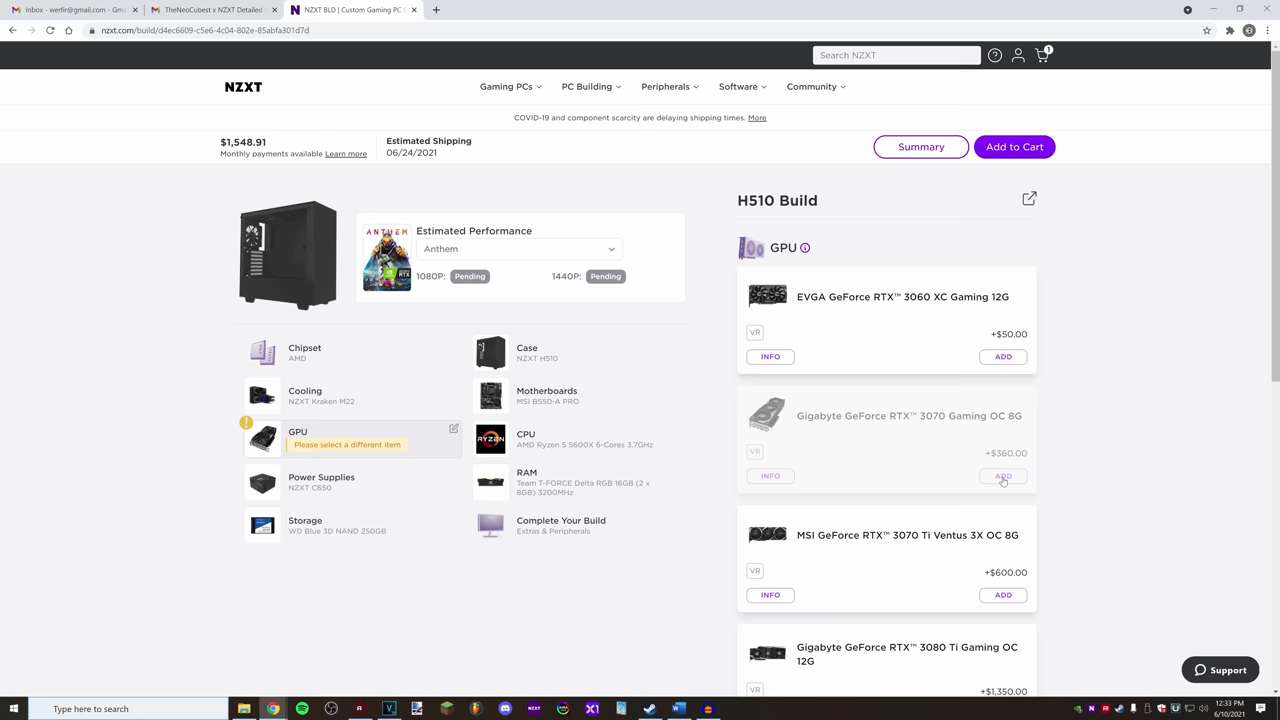 Inbox - werfir@gmail.com - Gm
TheNeoCubest x NZXT Detailed
NZXT BLD | Custom Gaming PC
nzxt.com/build/d4ec6609-c5e6-4c04-802e-85abfa301d7d
Search NZXT
1
NZXT
Gaming PCs
PC Building
Peripherals
Software
Community
COVID-19 and component scarcity are delaying shipping times. More
$1,548.91
Monthly payments available Learn more
Estimated Shipping
06/24/2021
Summary
Add to Cart
H510 Build
Estimated Performance
Anthem
1080P: Pending
1440P: Pending
ANTHEM
RTX
GPU
EVGA GeForce RTX™ 3060 XC Gaming 12G
VR
+$50.00
INFO
ADD
Chipset
AMD
Case
NZXT H510
Cooling
NZXT Kraken M22
Motherboards
MSI B550-A PRO
GPU
Please select a different item
RYZEN
CPU
AMD Ryzen 5 5600X 6-Cores 3.7GHz
Power Supplies
NZXT C650
RAM
Team T-FORCE Delta RGB 16GB (2 x
8GB) 3200MHz
Storage
WD Blue 3D NAND 250GB
Complete Your Build
Extras & Peripherals
Gigabyte GeForce RTX™ 3070 Gaming OC 8G
VR
+$360.00
INFO
ADD
MSI GeForce RTX™ 3070 Ti Ventus 3X OC 8G
VR
+$600.00
INFO
ADD
Gigabyte GeForce RTX™ 3080 Ti Gaming OC
12G
VR
+$1,350.00
Support
Type here to search
NZXT
X1
12:33 PM
6/10/2021